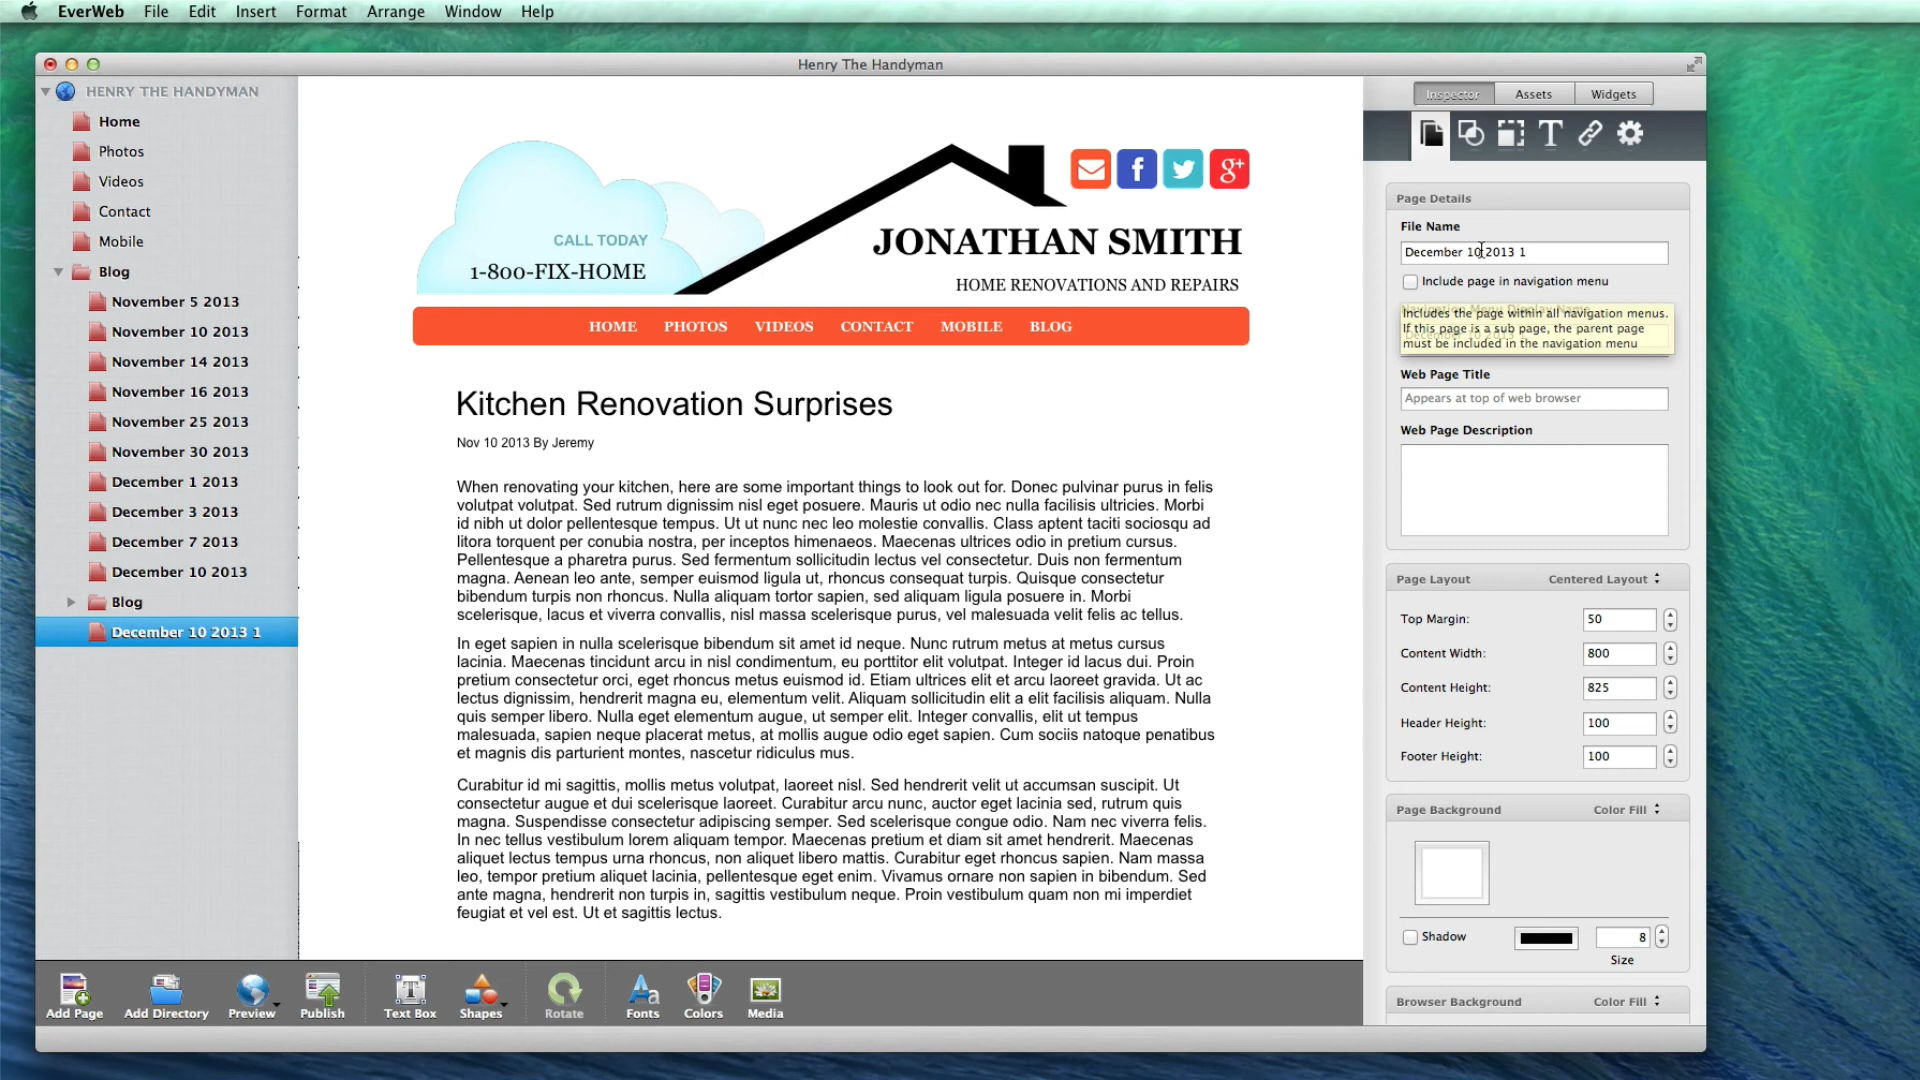 EverWeb File Edit Insert Format Arrange Window Help
Henry The Handyman
HENRY THE HANDYMAN
Home
Photos
Videos
Contact
Mobile
Blog
November 5 2013
November 10 2013
November 14 2013
November 16 2013
November 25 2013
November 30 2013
December 1 2013
December 3 2013
December 7 2013
December 10 2013
Blog
December 10 2013 1
CALL TODAY
1-800-FIX-HOME
JONATHAN SMITH
HOME RENOVATIONS AND REPAIRS
HOME PHOTOS VIDEOS CONTACT MOBILE BLOG
Kitchen Renovation Surprises
Nov 10 2013 By Jeremy
When renovating your kitchen, here are some important things to look out for. Donec pulvinar purus in felis
volutpat volutpat. Sed rutrum dignissim nisl eget posuere. Mauris ut odio nec nulla facilisis ultricies. Morbi
id nibh ut dolor pellentesque tempus. Ut ut nunc nec leo molestie convallis. Class aptent taciti sociosqu ad
litora torquent per conubia nostra, per inceptos himenaeos. Maecenas ultrices odio in pretium cursus.
Pellentesque a pharetra purus. Sed fermentum sollicitudin lectus vel consectetur. Duis non fermentum
magna. Aenean leo ante, semper euismod ligula ut, rhoncus consequat turpis. Quisque consectetur
bibendum turpis non rhoncus. Nulla aliquam tortor sapien, sed aliquam ligula posuere in. Morbi
scelerisque, lacus et viverra convallis, nisl massa scelerisque purus, vel malesuada velit felis ac tellus.
In eget sapien in nulla scelerisque bibendum sit amet id neque. Nunc rutrum metus at metus cursus
lacinia. Maecenas tincidunt arcu in nisl condimentum, eu porttitor elit volutpat. Integer id lacus dui. Proin
pretium consectetur orci, eget rhoncus metus euismod id. Etiam ultrices elit et arcu laoreet gravida. Ut ac
lectus dignissim, hendrerit magna eu, elementum velit. Aliquam sollicitudin elit a elit facilisis aliquam. Nulla
quis semper libero. Nulla eget elementum augue, ut semper elit. Integer convallis, elit ut tempus
malesuada, sapien neque placerat metus, at mollis augue odio eget sapien. Cum sociis natoque penatibus
et magnis dis parturient montes, nascetur ridiculus mus.
Curabitur id mi sagittis, mollis metus volutpat, laoreet nisl. Sed hendrerit velit ut accumsan suscipit. Ut
consectetur augue et dui scelerisque laoreet. Curabitur arcu nunc, auctor eget lacinia sed, rutrum quis
magna. Suspendisse consectetur adipiscing semper. Sed scelerisque congue odio. Nam nec viverra felis.
In nec tellus vestibulum lorem aliquam tempor. Maecenas pretium et diam sit amet hendrerit. Maecenas
aliquet lectus tempus urna rhoncus, non aliquet libero mattis. Curabitur eget rhoncus sapien. Nam massa
leo, tempor pretium aliquet lacinia, pellentesque eget enim. Vivamus ornare non sapien in bibendum. Sed
ante magna, hendrerit non turpis in, sagittis vestibulum neque. Proin vestibulum quam non mi imperdiet
feugiat et vel est. Ut et sagittis lectus.
Add Page Add Directory Preview Publish Text Box Shapes Rotate Fonts Colors Media
Inspector Assets Widgets
Page Details
File Name
December 10 2013 1
Include page in navigation menu
Navigation Menu Display Name
Includes the page within all navigation menus.
If this page is a sub page, the parent page
must be included in the navigation menu
Web Page Title
Appears at top of web browser
Web Page Description
Page Layout Centered Layout
Top Margin: 50
Content Width: 800
Content Height: 825
Header Height: 100
Footer Height: 100
Page Background Color Fill
Shadow 8
Size
Browser Background Color Fill